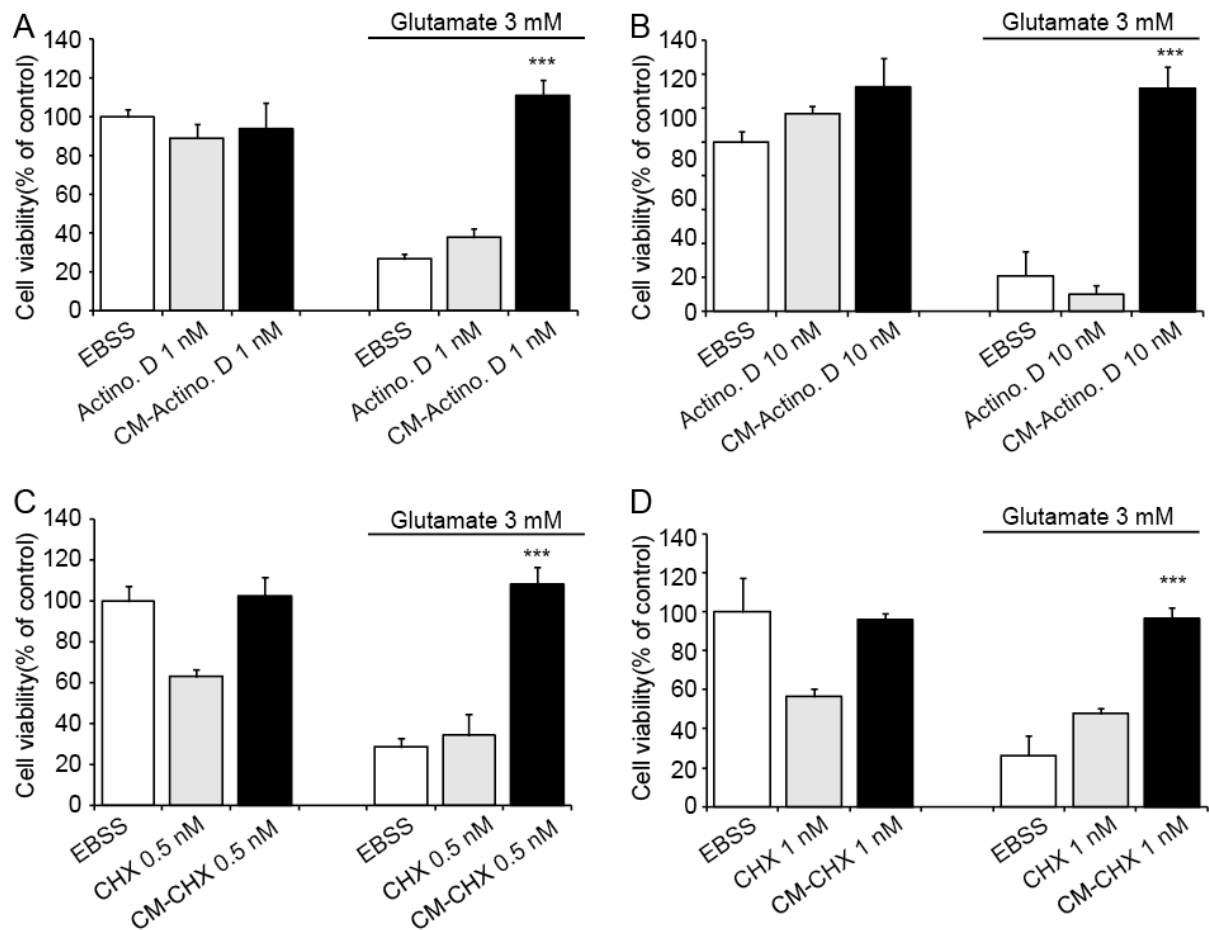 A
Glutamate 3 mM
***
Cell viability(% of control)
140
120
100
80
60
40
20
0
EBSS
Actino. D 1 nM
CM-Actino. D 1 nM
EBSS
Actino. D 1 nM
CM-Actino. D 1 nM
B
Glutamate 3 mM
***
Cell viability(% of control)
140
120
100
80
60
40
20
0
EBSS
Actino. D 10 nM
CM-Actino. D 10 nM
EBSS
Actino. D 10 nM
CM-Actino. D 10 nM
C
Glutamate 3 mM
***
Cell viability(% of control)
140
120
100
80
60
40
20
0
EBSS
CHX 0.5 nM
CM-CHX 0.5 nM
EBSS
CHX 0.5 nM
CM-CHX 0.5 nM
D
Glutamate 3 mM
***
Cell viability(% of control)
140
120
100
80
60
40
20
0
EBSS
CHX 1 nM
CM-CHX 1 nM
EBSS
CHX 1 nM
CM-CHX 1 nM